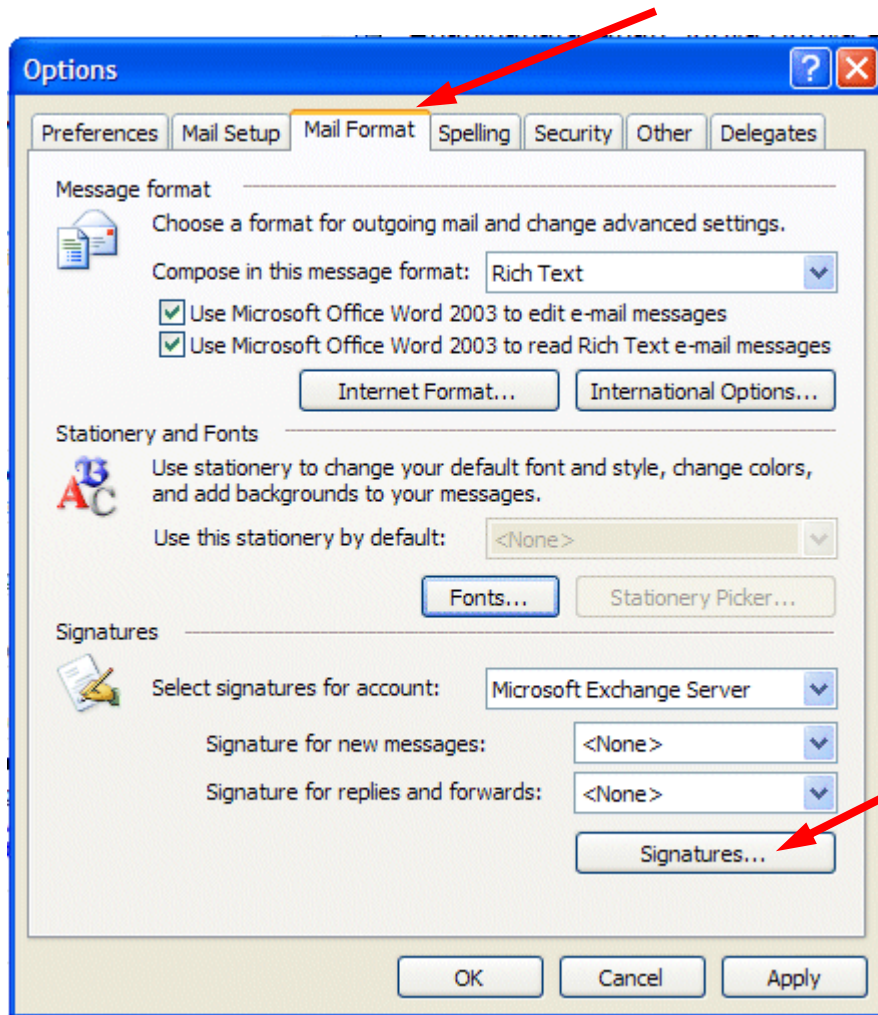 Options
Preferences Mail Setup Mail Format Spelling Security Other Delegates
Message format
Choose a format for outgoing mail and change advanced settings.
Compose in this message format: Rich Text
Use Microsoft Office Word 2003 to edit e-mail messages
Use Microsoft Office Word 2003 to read Rich Text e-mail messages
Internet Format... International Options...
Stationery and Fonts
Use stationery to change your default font and style, change colors,
and add backgrounds to your messages.
Use this stationery by default: <None>
Fonts... Stationery Picker...
Signatures
Select signatures for account: Microsoft Exchange Server
Signature for new messages: <None>
Signature for replies and forwards: <None>
Signatures...
OK Cancel Apply